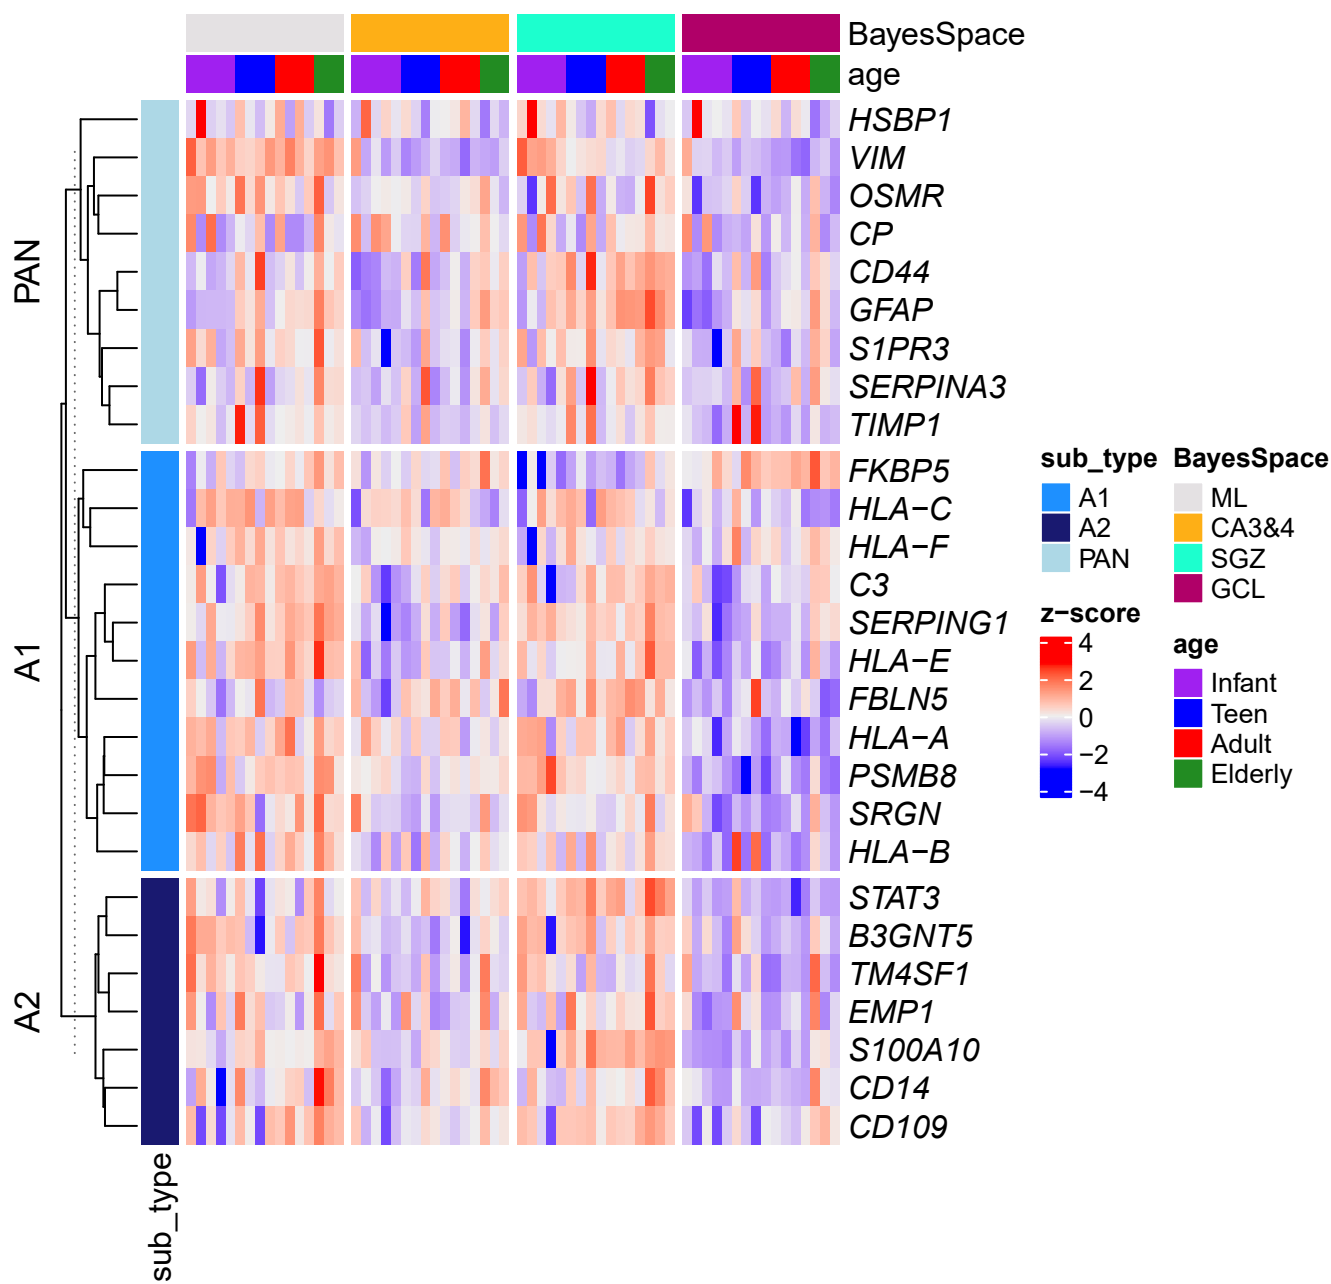 BayesSpace
age
PAN
A1
A2
HSBP1
VIM
OSMR
CP
CD44
GFAP
S1PR3
SERPINA3
TIMP1
FKBP5
HLA−C
HLA−F
C3
SERPING1
HLA−E
FBLN5
HLA−A
PSMB8
SRGN
HLA−B
STAT3
B3GNT5
TM4SF1
EMP1
S100A10
CD14
CD109
sub_type
sub_type
A1
A2
PAN
z−score
4
2
0
−2
−4
BayesSpace
ML
CA3&4
SGZ
GCL
age
Infant
Teen
Adult
Elderly